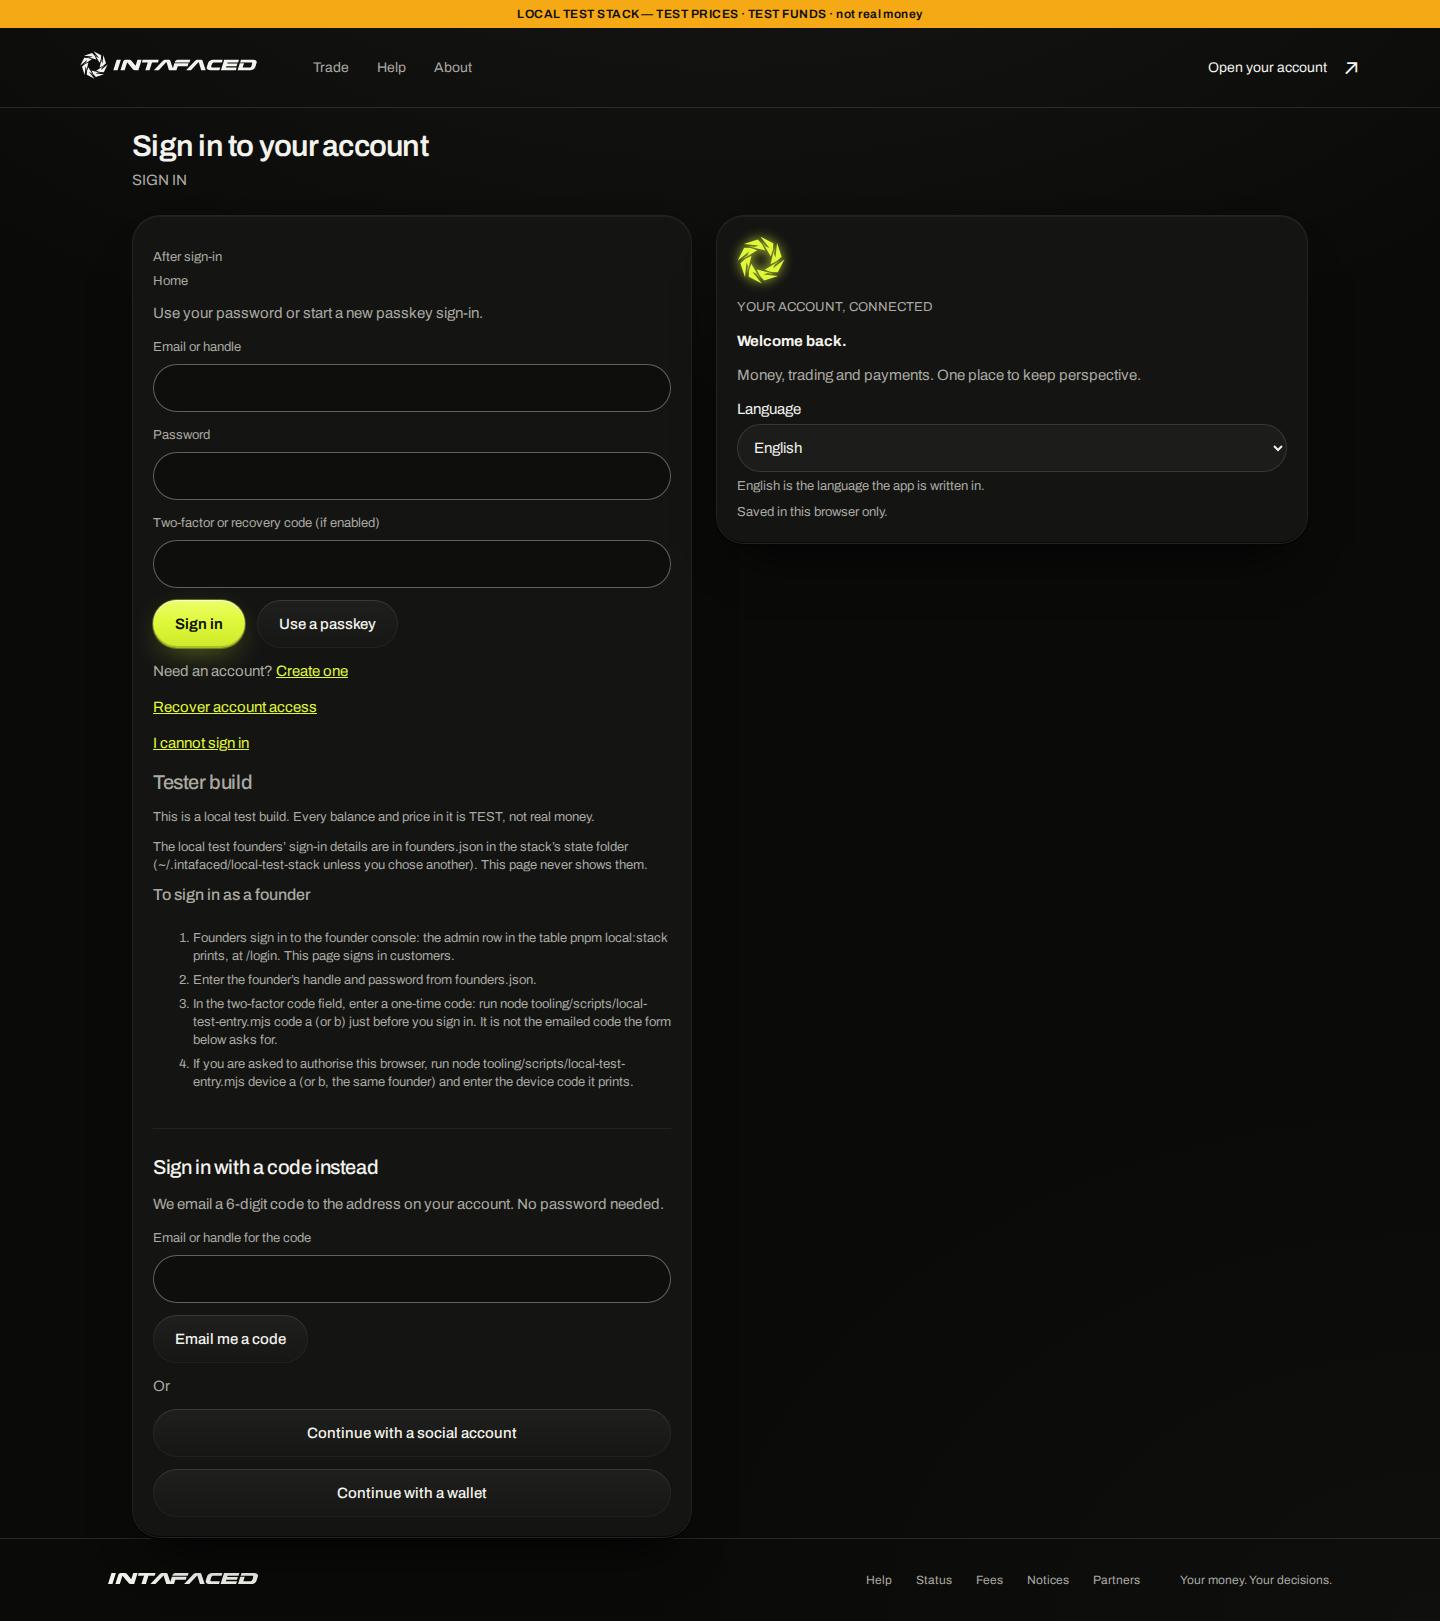 LOCAL TEST STACK — TEST PRICES · TEST FUNDS · not real money
INTAFACED
Trade
Help
About
Open your account
Sign in to your account
SIGN IN
After sign-in
Home
Use your password or start a new passkey sign-in.
Email or handle
Password
Two-factor or recovery code (if enabled)
Sign in
Use a passkey
Need an account? Create one
Recover account access
I cannot sign in
Tester build
This is a local test build. Every balance and price in it is TEST, not real money.
The local test founders’ sign-in details are in founders.json in the stack’s state folder
(~/.intafaced/local-test-stack unless you chose another). This page never shows them.
To sign in as a founder
1. Founders sign in to the founder console: the admin row in the table pnpm local:stack
prints, at /login. This page signs in customers.
2. Enter the founder’s handle and password from founders.json.
3. In the two-factor code field, enter a one-time code: run node tooling/scripts/local-
test-entry.mjs code a (or b) just before you sign in. It is not the emailed code the form
below asks for.
4. If you are asked to authorise this browser, run node tooling/scripts/local-test-
entry.mjs device a (or b, the same founder) and enter the device code it prints.
Sign in with a code instead
We email a 6-digit code to the address on your account. No password needed.
Email or handle for the code
Email me a code
Or
Continue with a social account
Continue with a wallet
YOUR ACCOUNT, CONNECTED
Welcome back.
Money, trading and payments. One place to keep perspective.
Language
English
English is the language the app is written in.
Saved in this browser only.
INTAFACED
Help
Status
Fees
Notices
Partners
Your money. Your decisions.